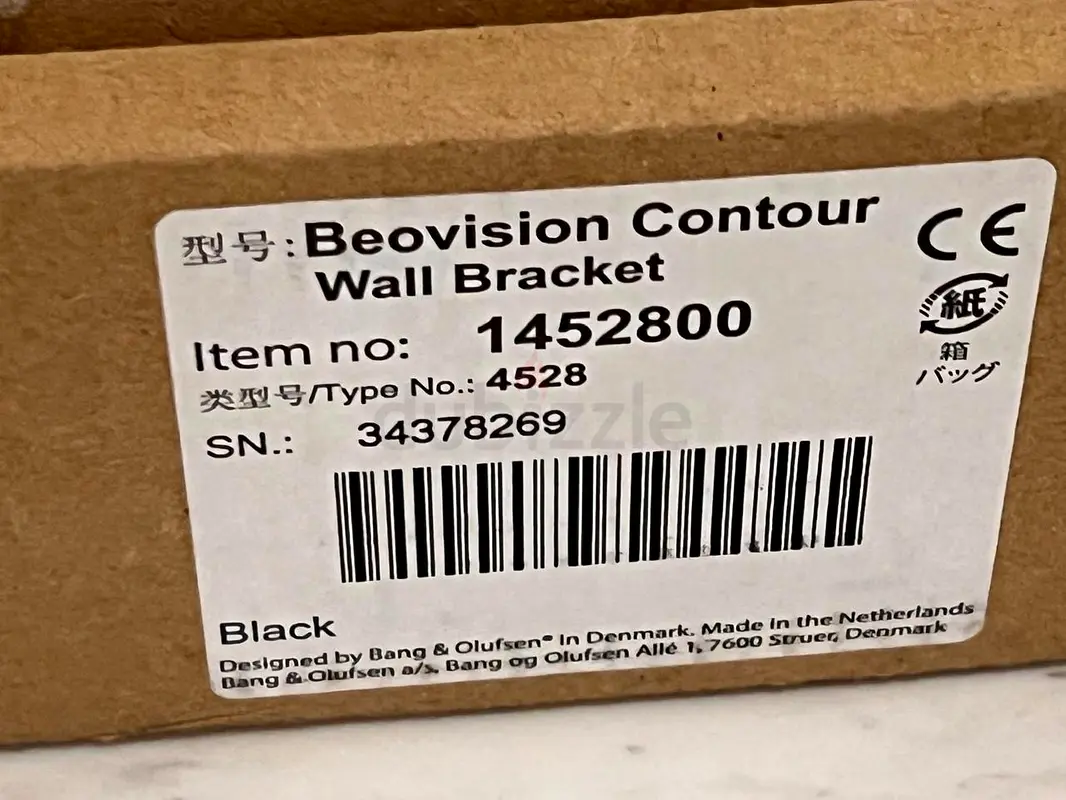 型号: Beovision Contour
Wall Bracket
Item no: 1452800
类型号/Type No.: 4528
SN.: 34378269
Black
Designed by Bang & Olufsen® in Denmark. Made in the Netherlands
Bang & Olufsen a/s, Bang og Olufsen Allé 1, 7600 Struer, Denmark
CE
紙
箱
バッグ
dubizzle